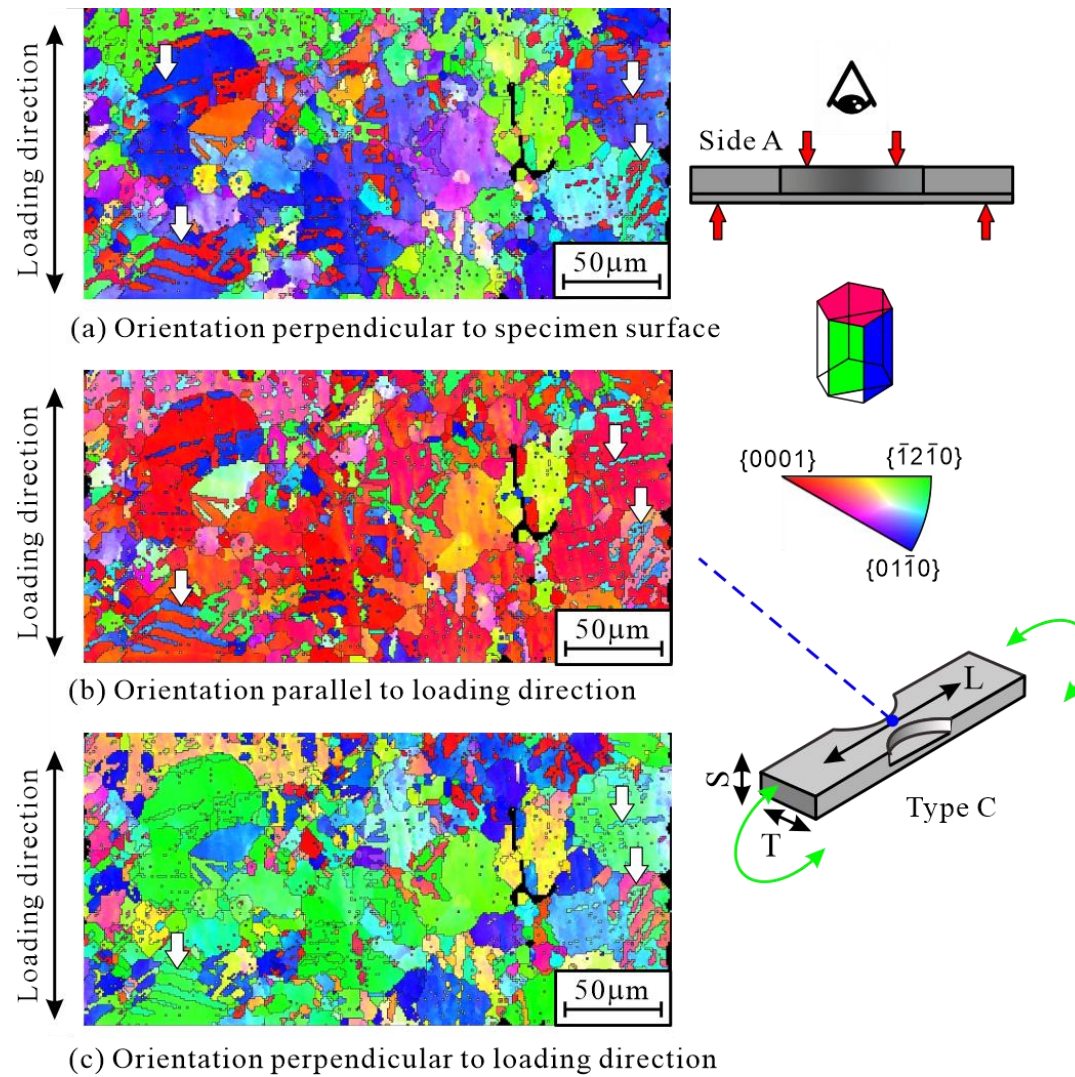 Loading direction
50μm
(a) Orientation perpendicular to specimen surface
Side A
Loading direction
50μm
(b) Orientation parallel to loading direction
{0001}
{1̄21̄0}
{011̄0}
L
S
T
Type C
Loading direction
50μm
(c) Orientation perpendicular to loading direction